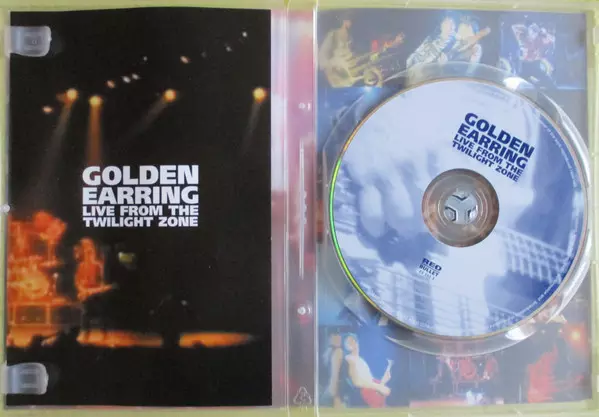 GOLDEN
EARRING
LIVE FROM THE
TWILIGHT ZONE
GOLDEN
EARRING
LIVE FROM THE
TWILIGHT ZONE
RED
BULLET